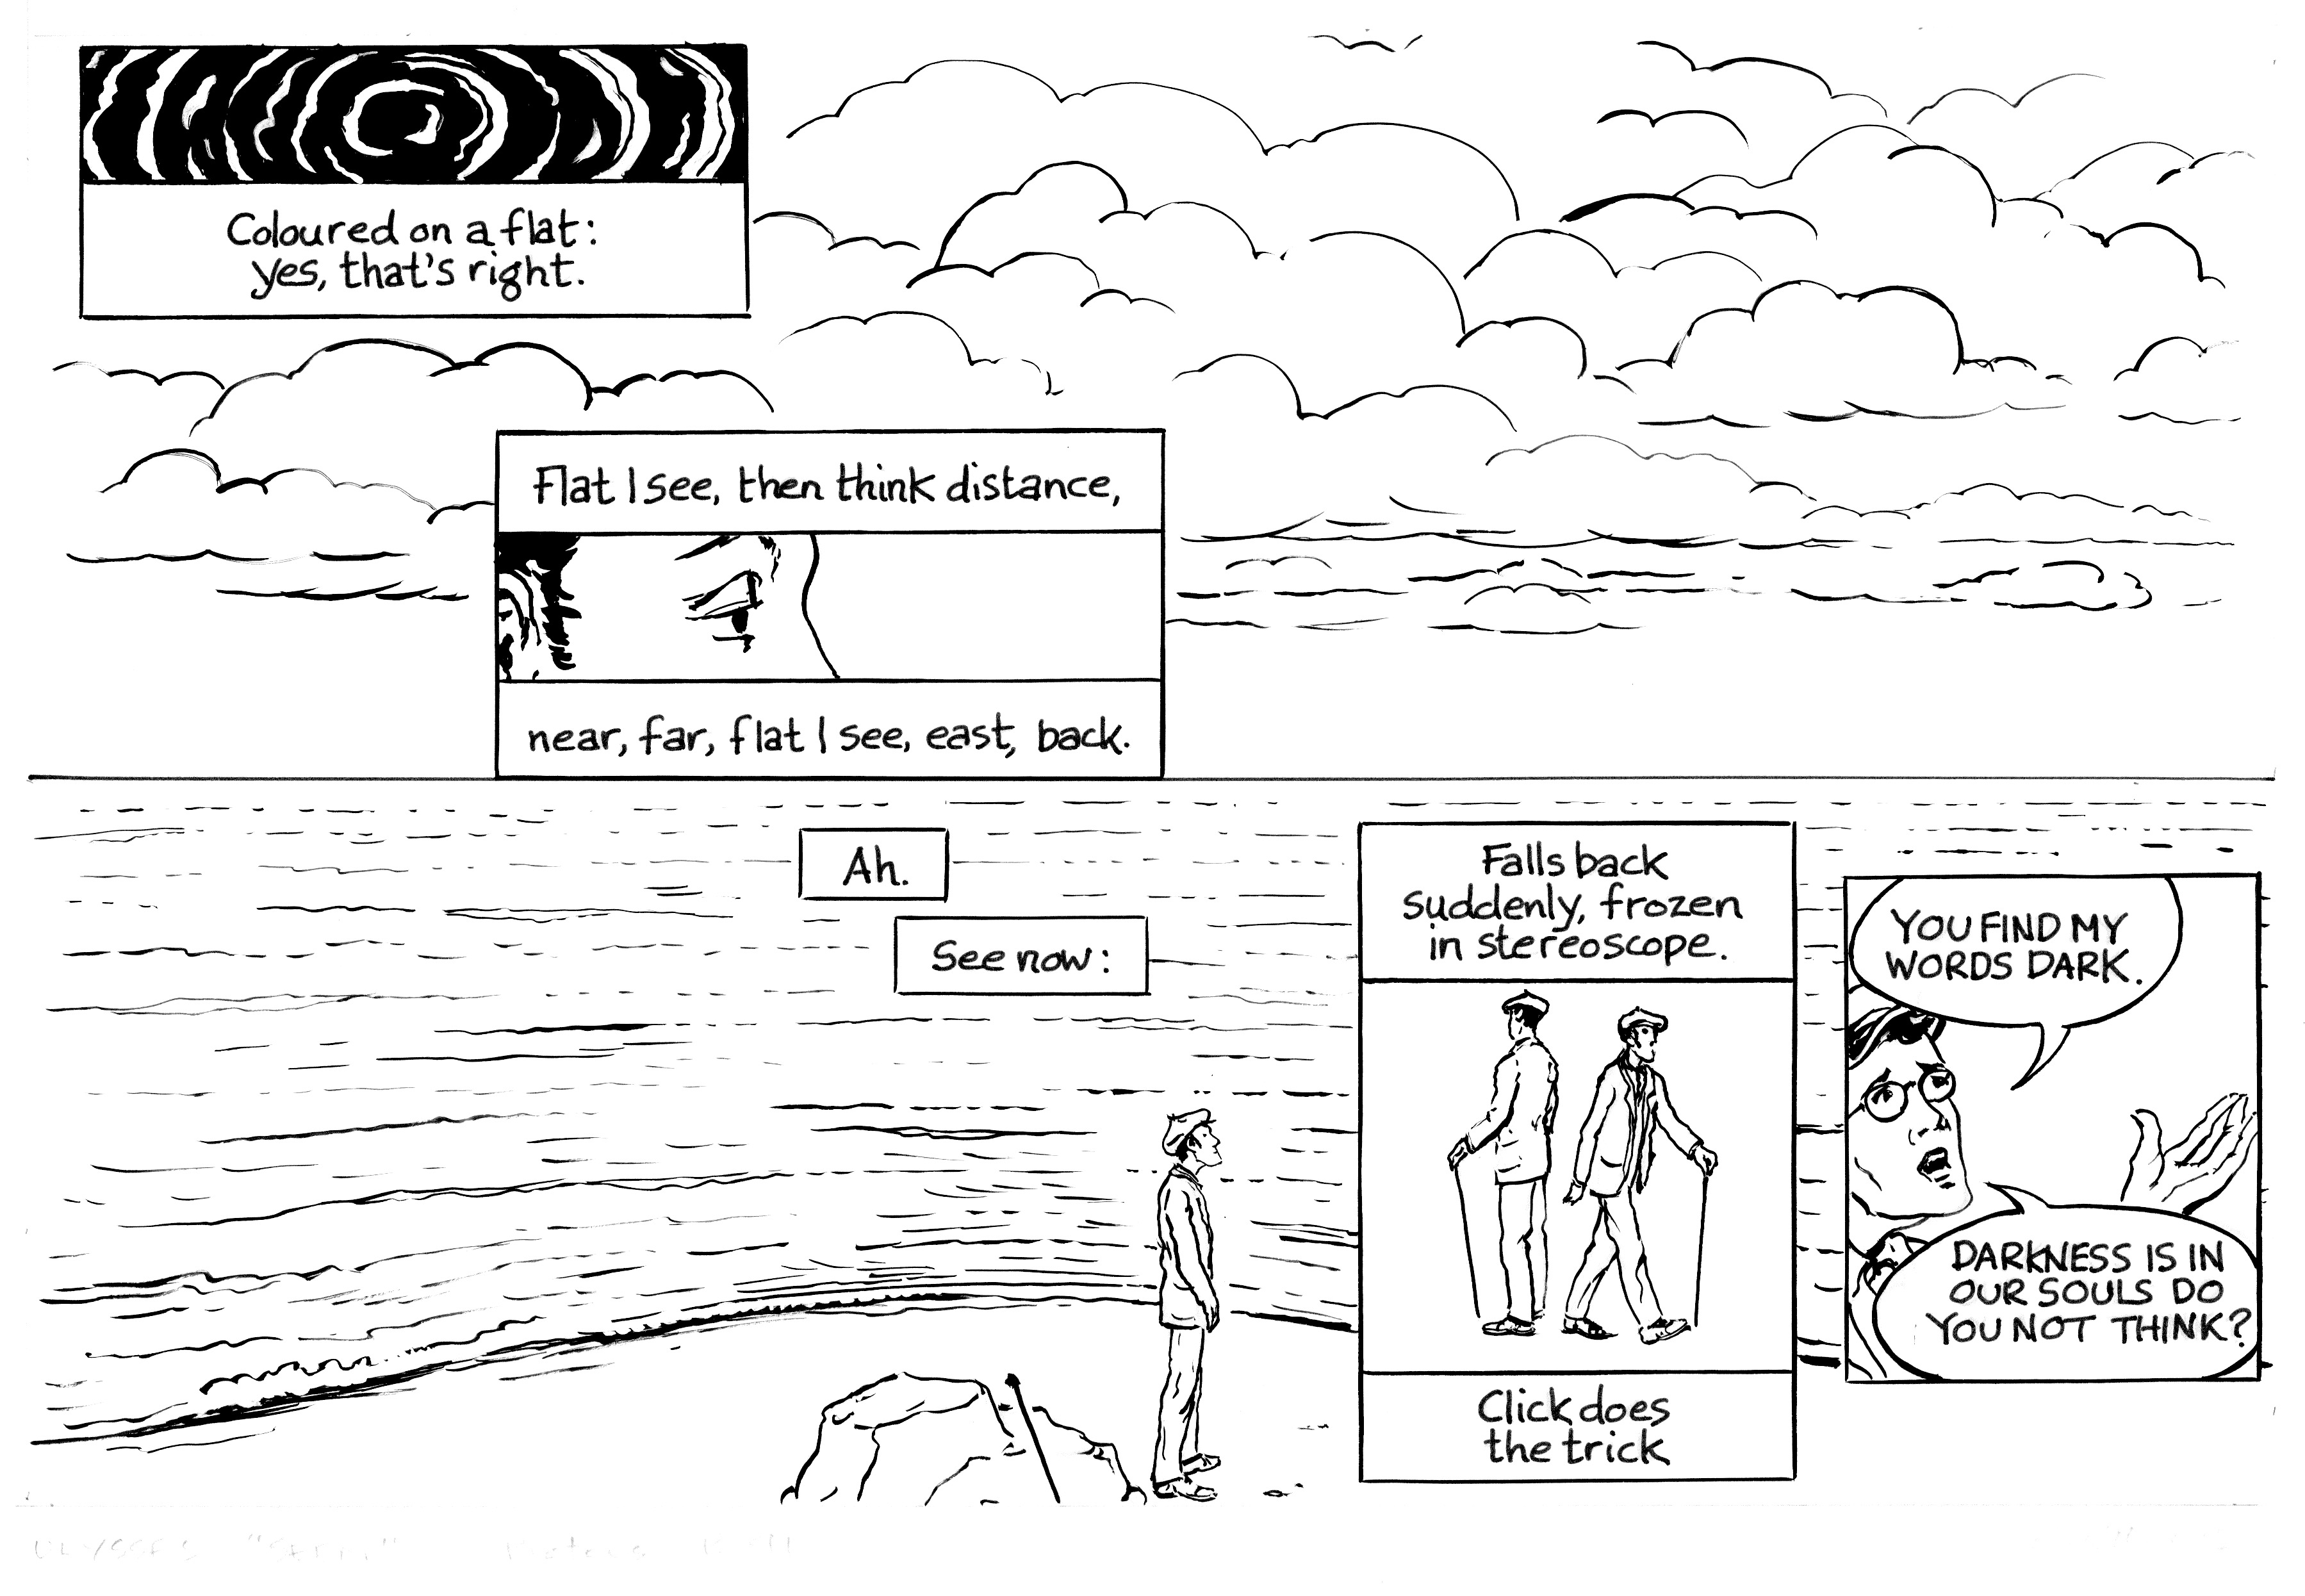 Coloured on a flat:
yes, that's right.
Flat I see, then think distance,
near, far, flat I see, east, back.
Ah.
See now:
Falls back
suddenly, frozen
in stereoscope.
Click does
the trick
YOU FIND MY
WORDS DARK.
DARKNESS IS IN
OUR SOULS DO
YOU NOT THINK?
ULYSSES